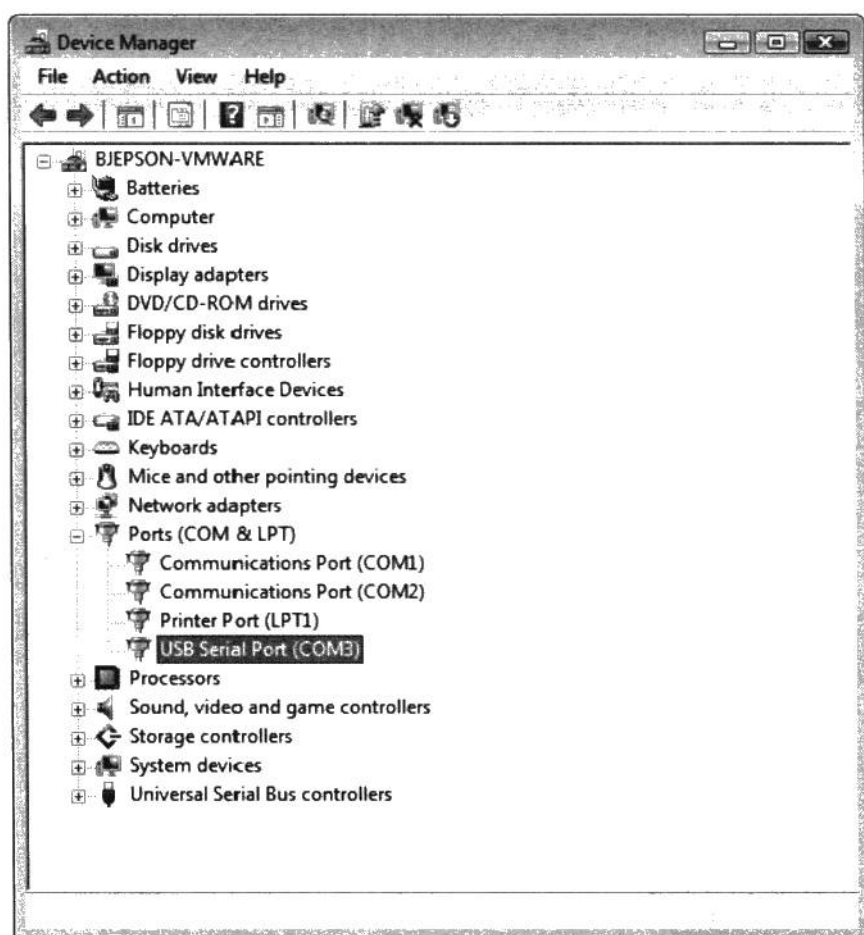 Device Manager
File Action View Help
BJEPSON-VMWARE
Batteries
Computer
Disk drives
Display adapters
DVD/CD-ROM drives
Floppy disk drives
Floppy drive controllers
Human Interface Devices
IDE ATA/ATAPI controllers
Keyboards
Mice and other pointing devices
Network adapters
Ports (COM & LPT)
Communications Port (COM1)
Communications Port (COM2)
Printer Port (LPT1)
USB Serial Port (COM3)
Processors
Sound, video and game controllers
Storage controllers
System devices
Universal Serial Bus controllers